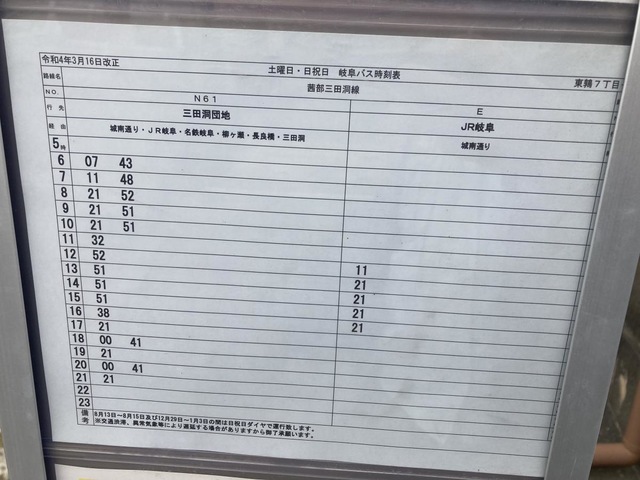 令和4年3月16日改正
土曜日・日祝日 岐阜バス時刻表
東鶉7丁目
路線名 茜部三田洞線
NO. N61 E
行先 三田洞団地 JR岐阜
経由 城南通り・JR岐阜・名鉄岐阜・柳ヶ瀬・長良橋・三田洞 城南通り
5時
6 07 43
7 11 48
8 21 52
9 21 51
10 21 51
11 32
12 52
13 51 11
14 51 21
15 51 21
16 38 21
17 21 21
18 00 41
19 21
20 00 41
21 21
22
23
備考 8月13日~8月15日及び12月29日~1月3日の間は日祝日ダイヤで運行致します。
※交通渋滞、異常気象等により遅延する場合がありますから御了承願います。